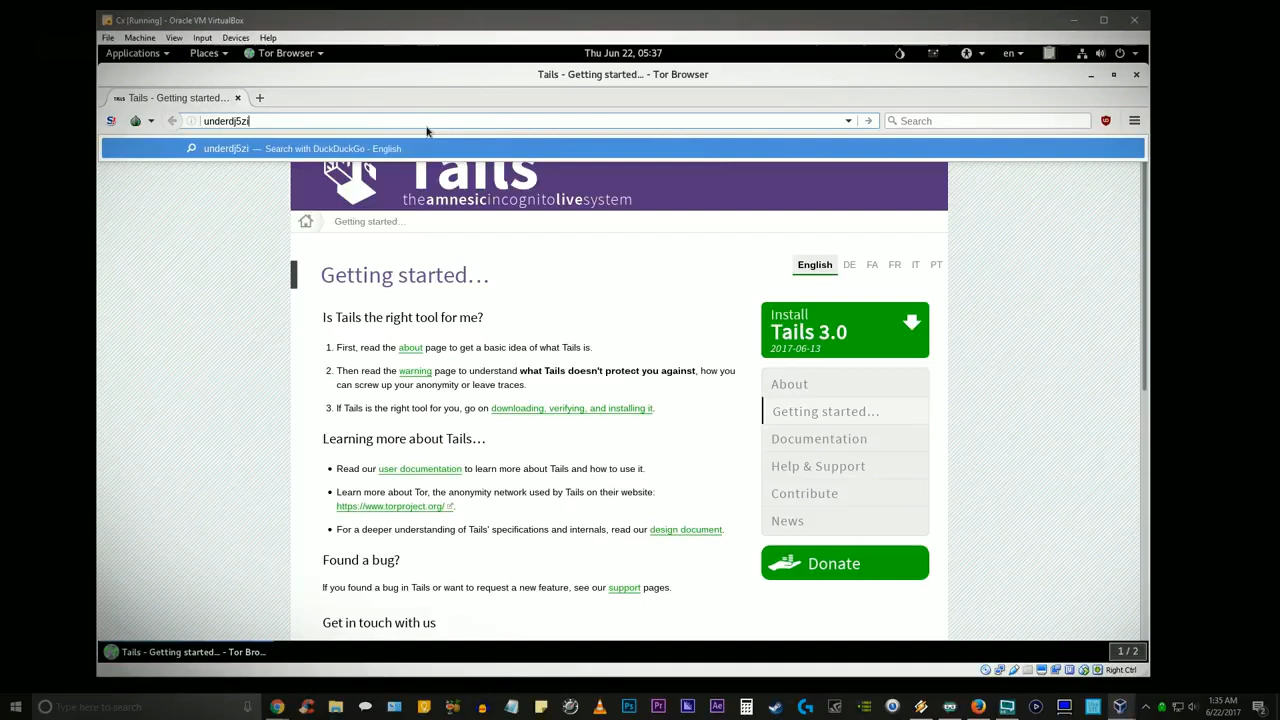 Cx [Running] - Oracle VM VirtualBox
File Machine View Input Devices Help
Applications Places Tor Browser Thu Jun 22, 05:37 en
Tails - Getting started... - Tor Browser
Tails - Getting started...
underdj5zi Search
underdj5zi — Search with DuckDuckGo - English
Tails
theamnesicincognitolivesystem
Getting started...
English DE FA FR IT PT
Getting started...
Is Tails the right tool for me?
1. First, read the about page to get a basic idea of what Tails is.
2. Then read the warning page to understand what Tails doesn't protect you against, how you
can screw up your anonymity or leave traces.
3. If Tails is the right tool for you, go on downloading, verifying, and installing it.
Learning more about Tails...
• Read our user documentation to learn more about Tails and how to use it.
• Learn more about Tor, the anonymity network used by Tails on their website:
https://www.torproject.org/.
• For a deeper understanding of Tails' specifications and internals, read our design document.
Found a bug?
If you found a bug in Tails or want to request a new feature, see our support pages.
Get in touch with us
Install
Tails 3.0
2017-06-13
About
Getting started...
Documentation
Help & Support
Contribute
News
Donate
Tails - Getting started... - Tor Bro...
1 / 2
Right Ctrl
Type here to search
Ps Pr Ae
1:35 AM
6/22/2017